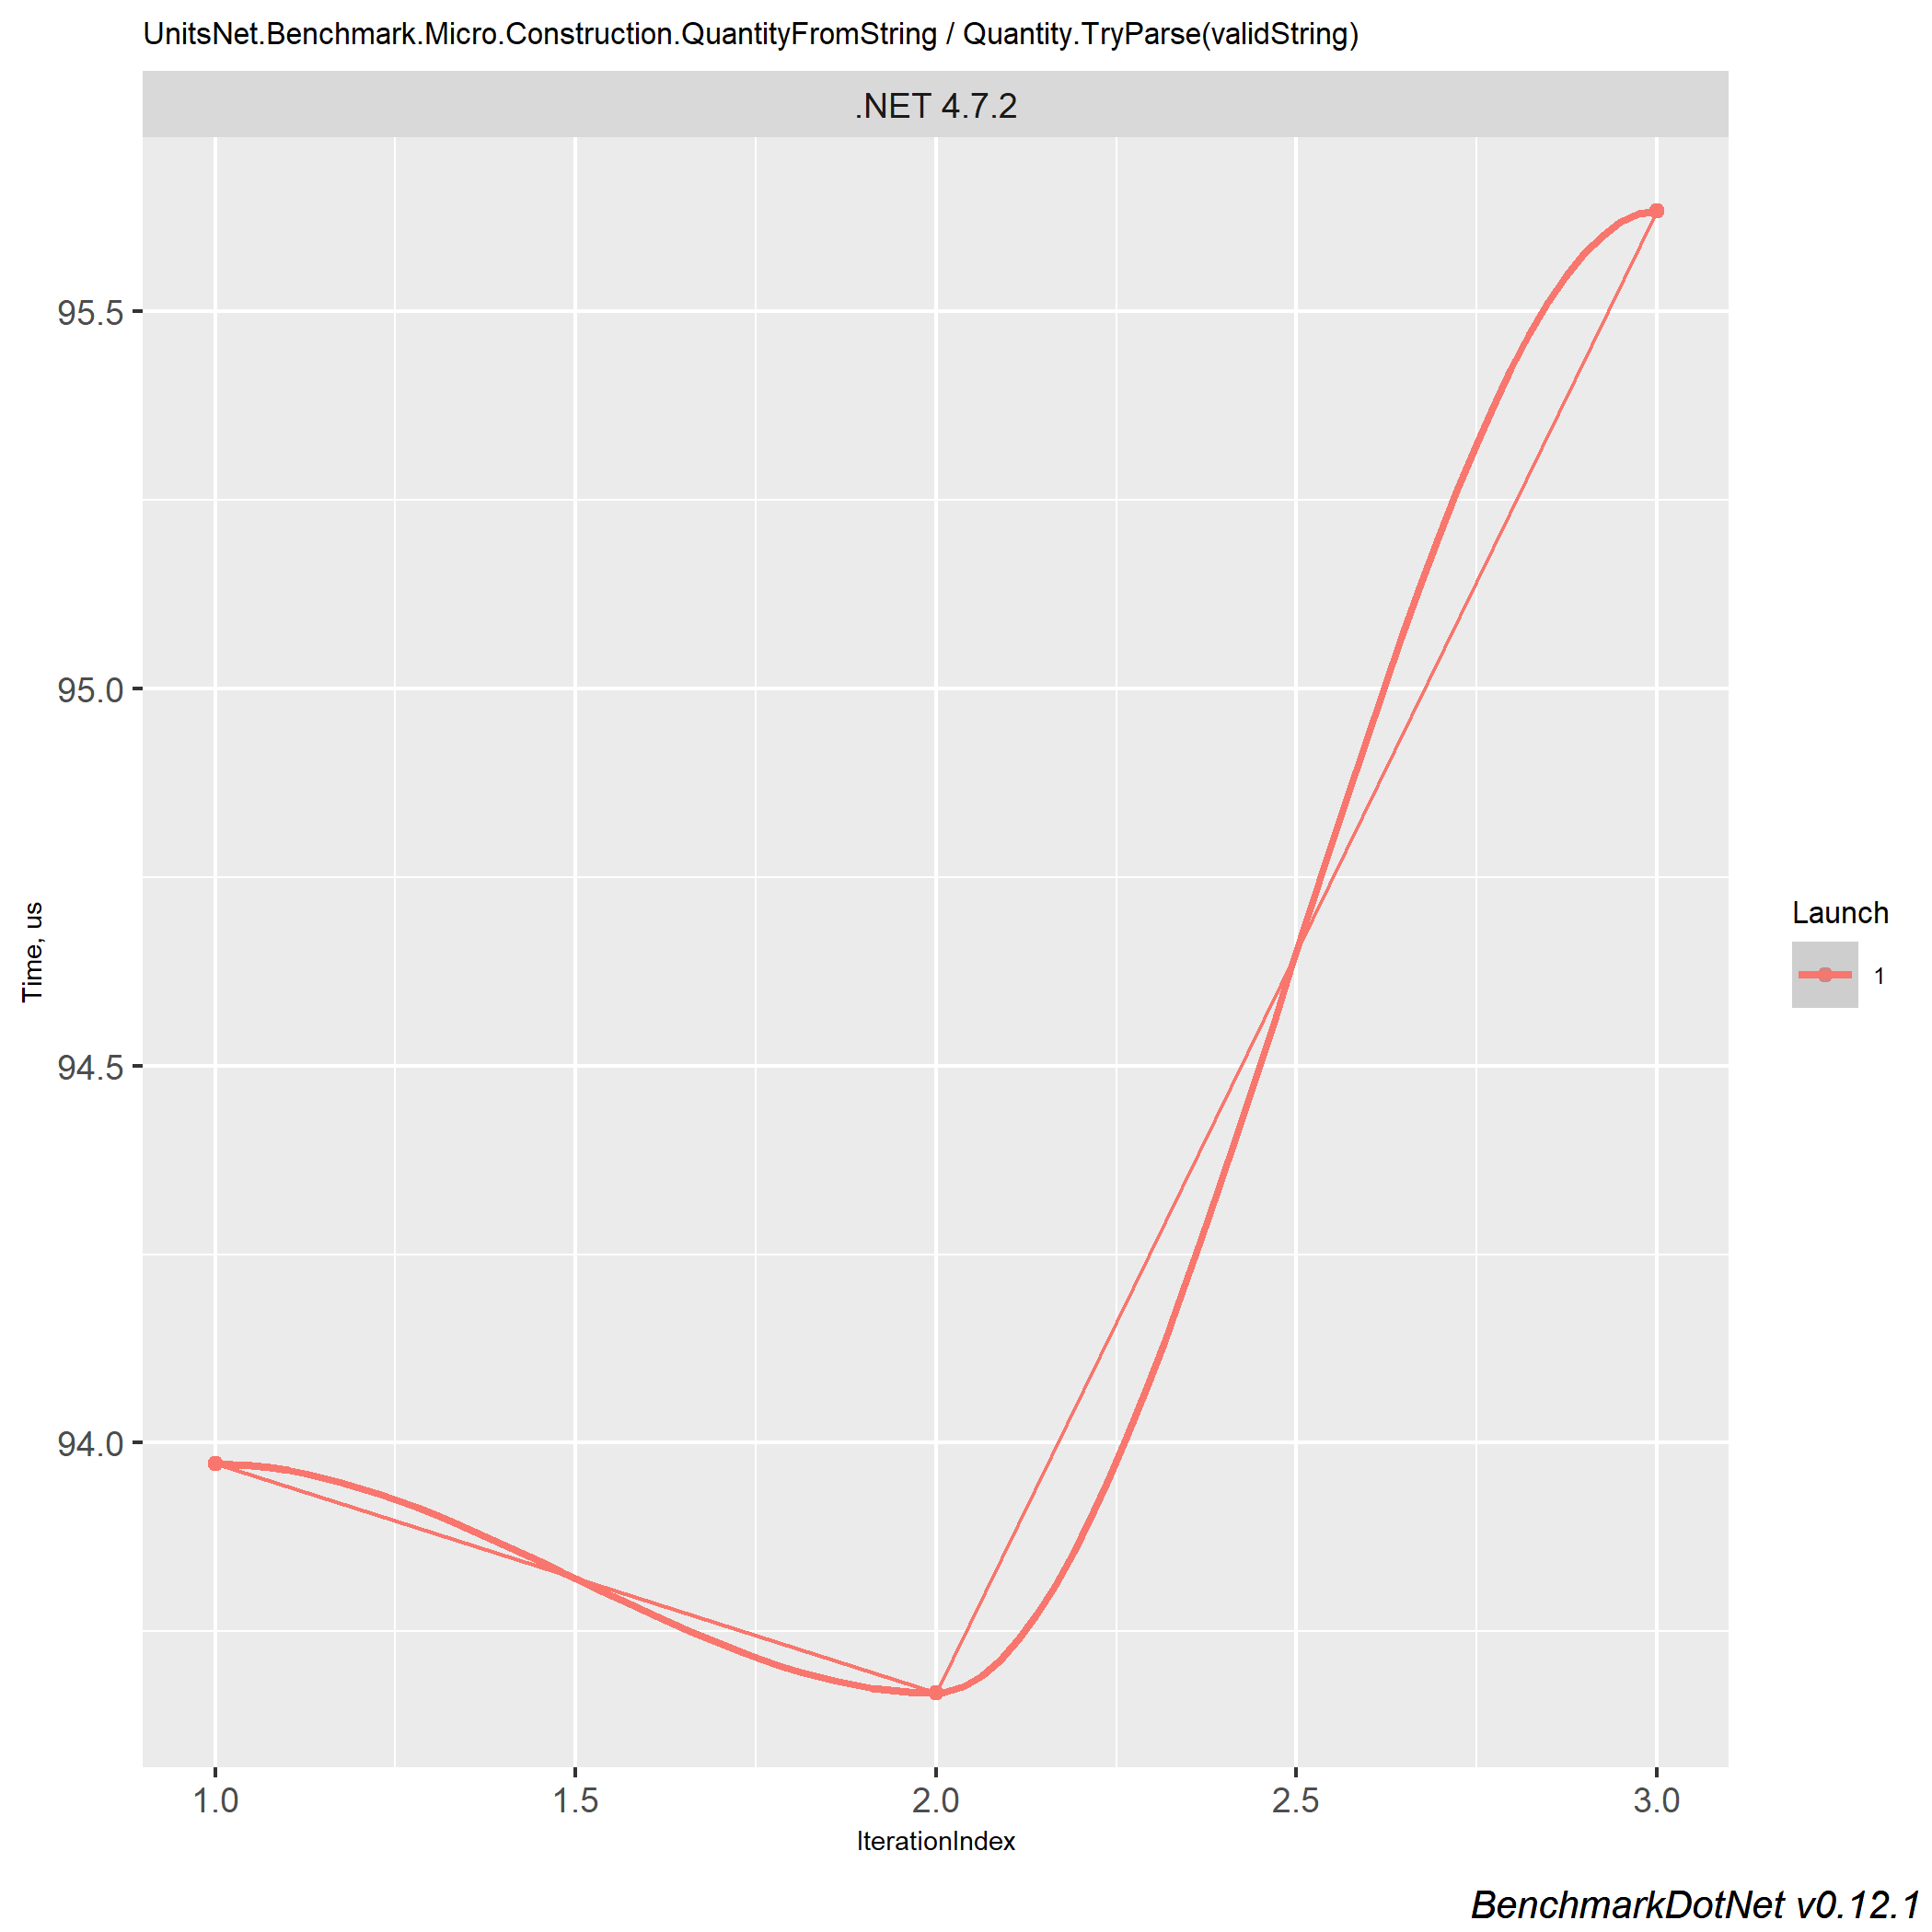 UnitsNet.Benchmark.Micro.Construction.QuantityFromString / Quantity.TryParse(validString)
.NET 4.7.2
95.5
95.0
94.5
94.0
Time, us
1.0 1.5 2.0 2.5 3.0
IterationIndex
Launch
1
BenchmarkDotNet v0.12.1